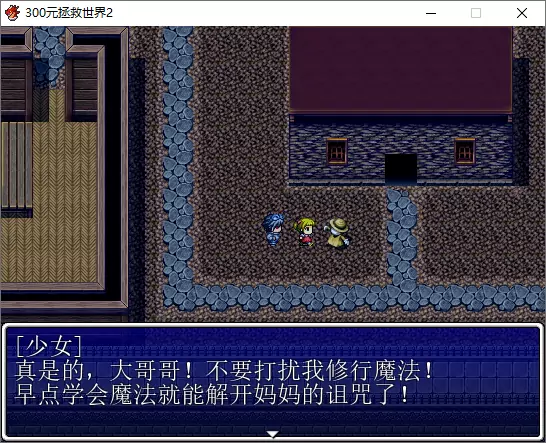 300元拯救世界2
[少女]
真是的，大哥哥！不要打扰我修行魔法！
早点学会魔法就能解开妈妈的诅咒了！